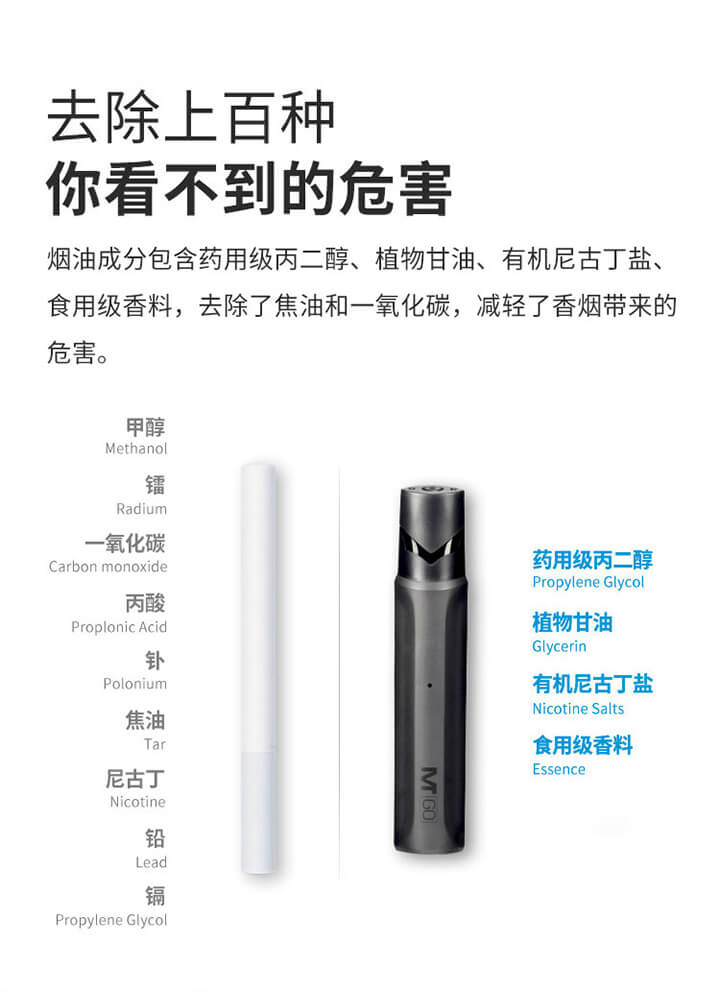 去除上百种
你看不到的危害
烟油成分包含药用级丙二醇、植物甘油、有机尼古丁盐、
食用级香料，去除了焦油和一氧化碳，减轻了香烟带来的
危害。
甲醇
Methanol
镭
Radium
一氧化碳
Carbon monoxide
丙酸
Proplonic Acid
钋
Polonium
焦油
Tar
尼古丁
Nicotine
铅
Lead
镉
Propylene Glycol
MT GO
药用级丙二醇
Propylene Glycol
植物甘油
Glycerin
有机尼古丁盐
Nicotine Salts
食用级香料
Essence